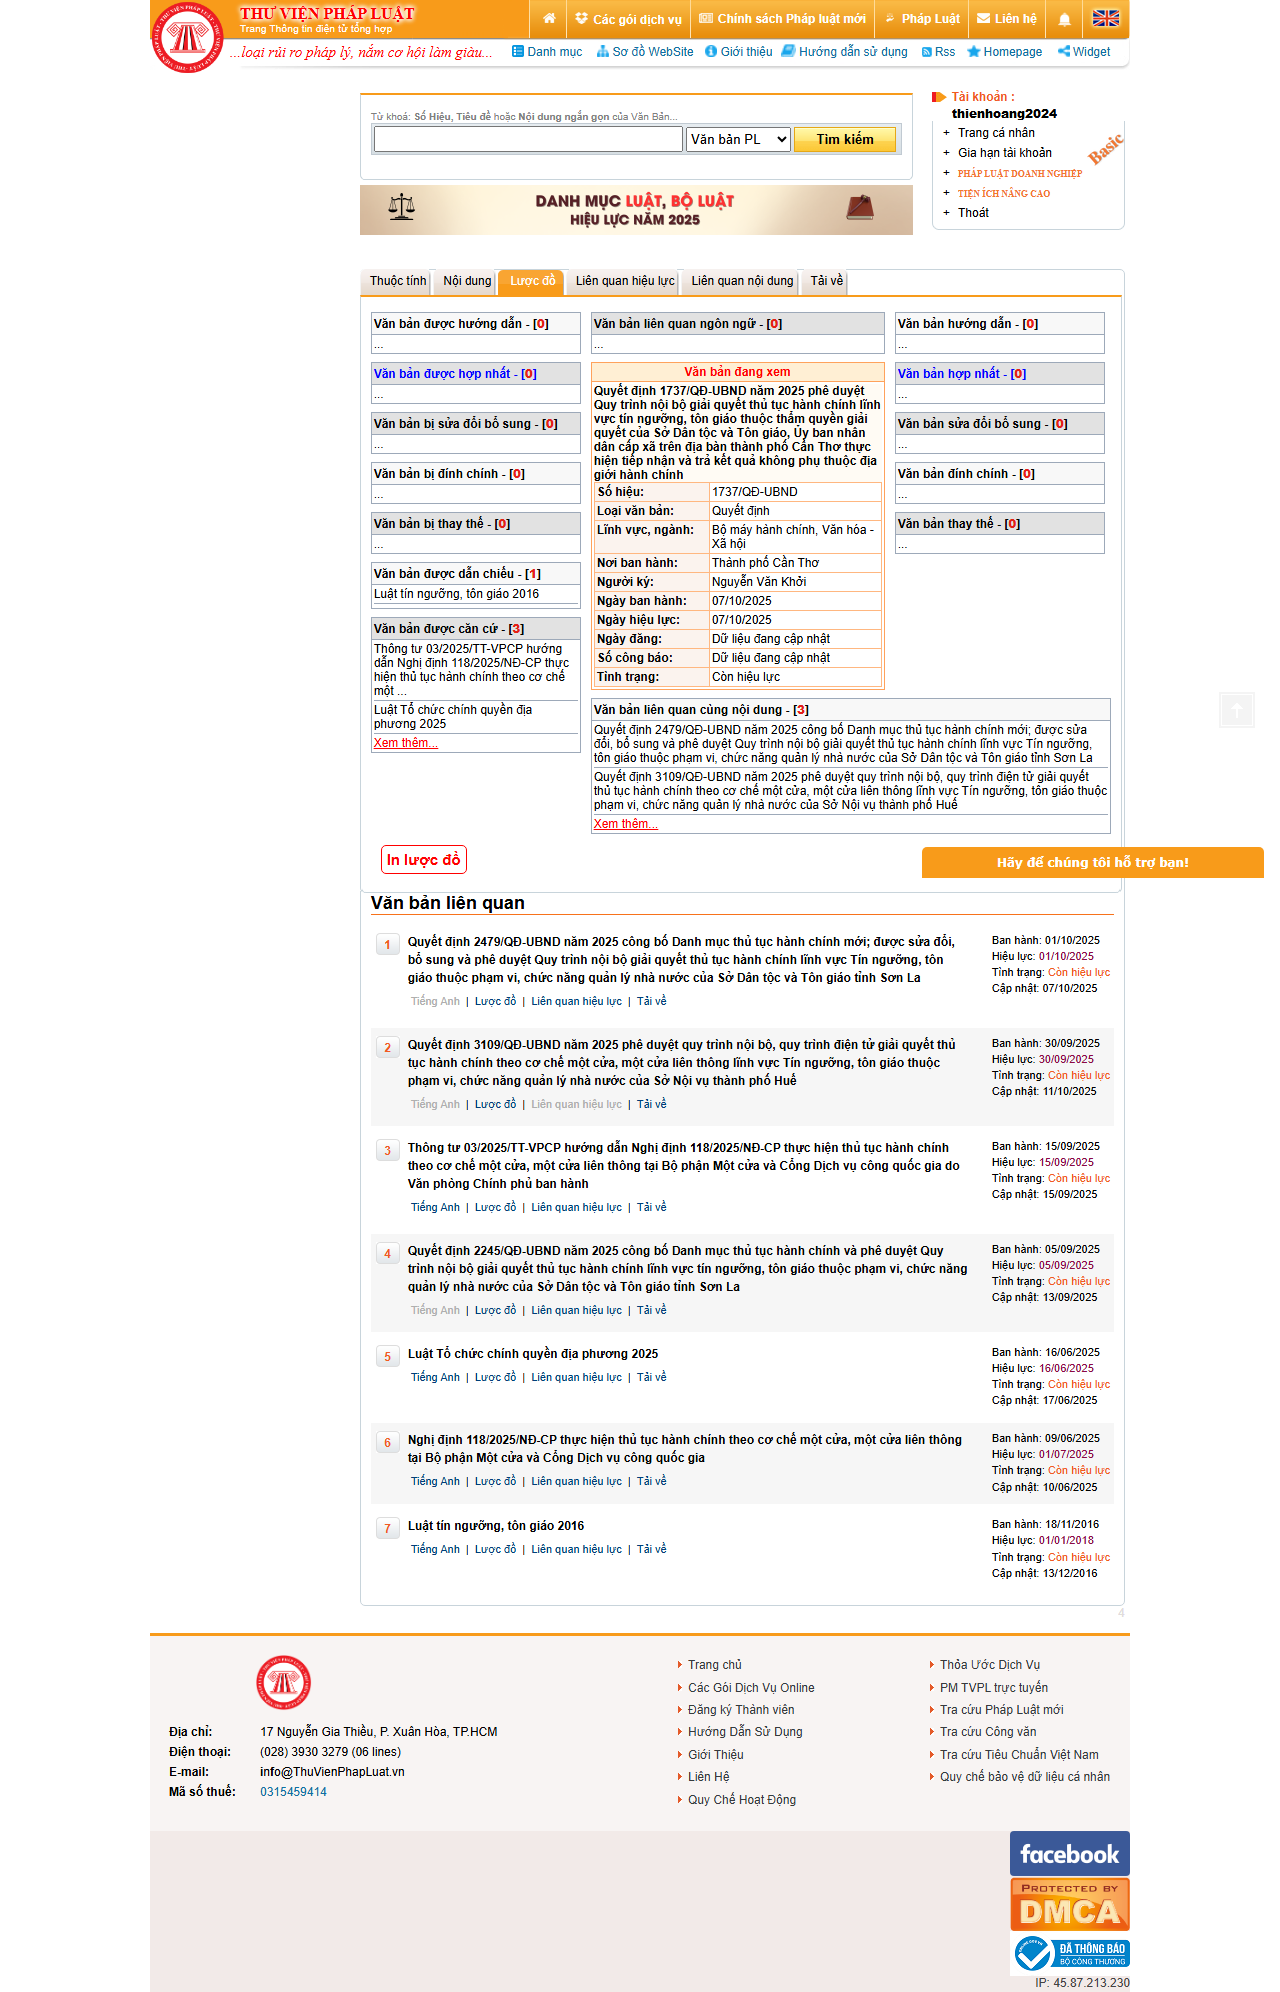 THƯ VIỆN PHÁP LUẬT
Trang Thông tin điện tử tổng hợp
Các gói dịch vụ
Chính sách Pháp luật mới
Pháp Luật
Liên hệ
...loại rủi ro pháp lý, nắm cơ hội làm giàu...
Danh mục
Sơ đồ WebSite
Giới thiệu
Hướng dẫn sử dụng
Rss
Homepage
Widget
Từ khoá: Số Hiệu, Tiêu đề hoặc Nội dung ngắn gọn của Văn Bản...
Văn bản PL
Tìm kiếm
DANH MỤC LUẬT, BỘ LUẬT
HIỆU LỰC NĂM 2025
Tài khoản :
thienhoang2024
+ Trang cá nhân
+ Gia hạn tài khoản
+ PHÁP LUẬT DOANH NGHIỆP
+ TIỆN ÍCH NÂNG CAO
+ Thoát
Basic
Thuộc tính
Nội dung
Lược đồ
Liên quan hiệu lực
Liên quan nội dung
Tải về
Văn bản được hướng dẫn - [0]
...
Văn bản được hợp nhất - [0]
...
Văn bản bị sửa đổi bổ sung - [0]
...
Văn bản bị đính chính - [0]
...
Văn bản bị thay thế - [0]
...
Văn bản được dẫn chiếu - [1]
Luật tín ngưỡng, tôn giáo 2016
Văn bản được căn cứ - [3]
Thông tư 03/2025/TT-VPCP hướng
dẫn Nghị định 118/2025/NĐ-CP thực
hiện thủ tục hành chính theo cơ chế
một ...
Luật Tổ chức chính quyền địa
phương 2025
Xem thêm...
Văn bản liên quan ngôn ngữ - [0]
...
Văn bản đang xem
Quyết định 1737/QĐ-UBND năm 2025 phê duyệt
Quy trình nội bộ giải quyết thủ tục hành chính lĩnh
vực tín ngưỡng, tôn giáo thuộc thẩm quyền giải
quyết của Sở Dân tộc và Tôn giáo, Ủy ban nhân
dân cấp xã trên địa bàn thành phố Cần Thơ thực
hiện tiếp nhận và trả kết quả không phụ thuộc địa
giới hành chính
Số hiệu: 1737/QĐ-UBND
Loại văn bản: Quyết định
Lĩnh vực, ngành: Bộ máy hành chính, Văn hóa -
Xã hội
Nơi ban hành: Thành phố Cần Thơ
Người ký: Nguyễn Văn Khởi
Ngày ban hành: 07/10/2025
Ngày hiệu lực: 07/10/2025
Ngày đăng: Dữ liệu đang cập nhật
Số công báo: Dữ liệu đang cập nhật
Tình trạng: Còn hiệu lực
Văn bản hướng dẫn - [0]
...
Văn bản hợp nhất - [0]
...
Văn bản sửa đổi bổ sung - [0]
...
Văn bản đính chính - [0]
...
Văn bản thay thế - [0]
...
Văn bản liên quan cùng nội dung - [3]
Quyết định 2479/QĐ-UBND năm 2025 công bố Danh mục thủ tục hành chính mới; được sửa
đổi, bổ sung và phê duyệt Quy trình nội bộ giải quyết thủ tục hành chính lĩnh vực Tín ngưỡng,
tôn giáo thuộc phạm vi, chức năng quản lý nhà nước của Sở Dân tộc và Tôn giáo tỉnh Sơn La
Quyết định 3109/QĐ-UBND năm 2025 phê duyệt quy trình nội bộ, quy trình điện tử giải quyết
thủ tục hành chính theo cơ chế một cửa, một cửa liên thông lĩnh vực Tín ngưỡng, tôn giáo thuộc
phạm vi, chức năng quản lý nhà nước của Sở Nội vụ thành phố Huế
Xem thêm...
In lược đồ
Hãy để chúng tôi hỗ trợ bạn!
Văn bản liên quan
1
Quyết định 2479/QĐ-UBND năm 2025 công bố Danh mục thủ tục hành chính mới; được sửa đổi,
bổ sung và phê duyệt Quy trình nội bộ giải quyết thủ tục hành chính lĩnh vực Tín ngưỡng, tôn
giáo thuộc phạm vi, chức năng quản lý nhà nước của Sở Dân tộc và Tôn giáo tỉnh Sơn La
Tiếng Anh | Lược đồ | Liên quan hiệu lực | Tải về
Ban hành: 01/10/2025
Hiệu lực: 01/10/2025
Tình trạng: Còn hiệu lực
Cập nhật: 07/10/2025
2
Quyết định 3109/QĐ-UBND năm 2025 phê duyệt quy trình nội bộ, quy trình điện tử giải quyết thủ
tục hành chính theo cơ chế một cửa, một cửa liên thông lĩnh vực Tín ngưỡng, tôn giáo thuộc
phạm vi, chức năng quản lý nhà nước của Sở Nội vụ thành phố Huế
Tiếng Anh | Lược đồ | Liên quan hiệu lực | Tải về
Ban hành: 30/09/2025
Hiệu lực: 30/09/2025
Tình trạng: Còn hiệu lực
Cập nhật: 11/10/2025
3
Thông tư 03/2025/TT-VPCP hướng dẫn Nghị định 118/2025/NĐ-CP thực hiện thủ tục hành chính
theo cơ chế một cửa, một cửa liên thông tại Bộ phận Một cửa và Cổng Dịch vụ công quốc gia do
Văn phòng Chính phủ ban hành
Tiếng Anh | Lược đồ | Liên quan hiệu lực | Tải về
Ban hành: 15/09/2025
Hiệu lực: 15/09/2025
Tình trạng: Còn hiệu lực
Cập nhật: 15/09/2025
4
Quyết định 2245/QĐ-UBND năm 2025 công bố Danh mục thủ tục hành chính và phê duyệt Quy
trình nội bộ giải quyết thủ tục hành chính lĩnh vực tín ngưỡng, tôn giáo thuộc phạm vi, chức năng
quản lý nhà nước của Sở Dân tộc và Tôn giáo tỉnh Sơn La
Tiếng Anh | Lược đồ | Liên quan hiệu lực | Tải về
Ban hành: 05/09/2025
Hiệu lực: 05/09/2025
Tình trạng: Còn hiệu lực
Cập nhật: 13/09/2025
5
Luật Tổ chức chính quyền địa phương 2025
Tiếng Anh | Lược đồ | Liên quan hiệu lực | Tải về
Ban hành: 16/06/2025
Hiệu lực: 16/06/2025
Tình trạng: Còn hiệu lực
Cập nhật: 17/06/2025
6
Nghị định 118/2025/NĐ-CP thực hiện thủ tục hành chính theo cơ chế một cửa, một cửa liên thông
tại Bộ phận Một cửa và Cổng Dịch vụ công quốc gia
Tiếng Anh | Lược đồ | Liên quan hiệu lực | Tải về
Ban hành: 09/06/2025
Hiệu lực: 01/07/2025
Tình trạng: Còn hiệu lực
Cập nhật: 10/06/2025
7
Luật tín ngưỡng, tôn giáo 2016
Tiếng Anh | Lược đồ | Liên quan hiệu lực | Tải về
Ban hành: 18/11/2016
Hiệu lực: 01/01/2018
Tình trạng: Còn hiệu lực
Cập nhật: 13/12/2016
4
Địa chỉ: 17 Nguyễn Gia Thiều, P. Xuân Hòa, TP.HCM
Điện thoại: (028) 3930 3279 (06 lines)
E-mail: info@ThuVienPhapLuat.vn
Mã số thuế: 0315459414
Trang chủ
Các Gói Dịch Vụ Online
Đăng ký Thành viên
Hướng Dẫn Sử Dụng
Giới Thiệu
Liên Hệ
Quy Chế Hoạt Động
Thỏa Ước Dịch Vụ
PM TVPL trực tuyến
Tra cứu Pháp Luật mới
Tra cứu Công văn
Tra cứu Tiêu Chuẩn Việt Nam
Quy chế bảo vệ dữ liệu cá nhân
facebook
PROTECTED BY
DMCA
ĐÃ THÔNG BÁO
BỘ CÔNG THƯƠNG
IP: 45.87.213.230